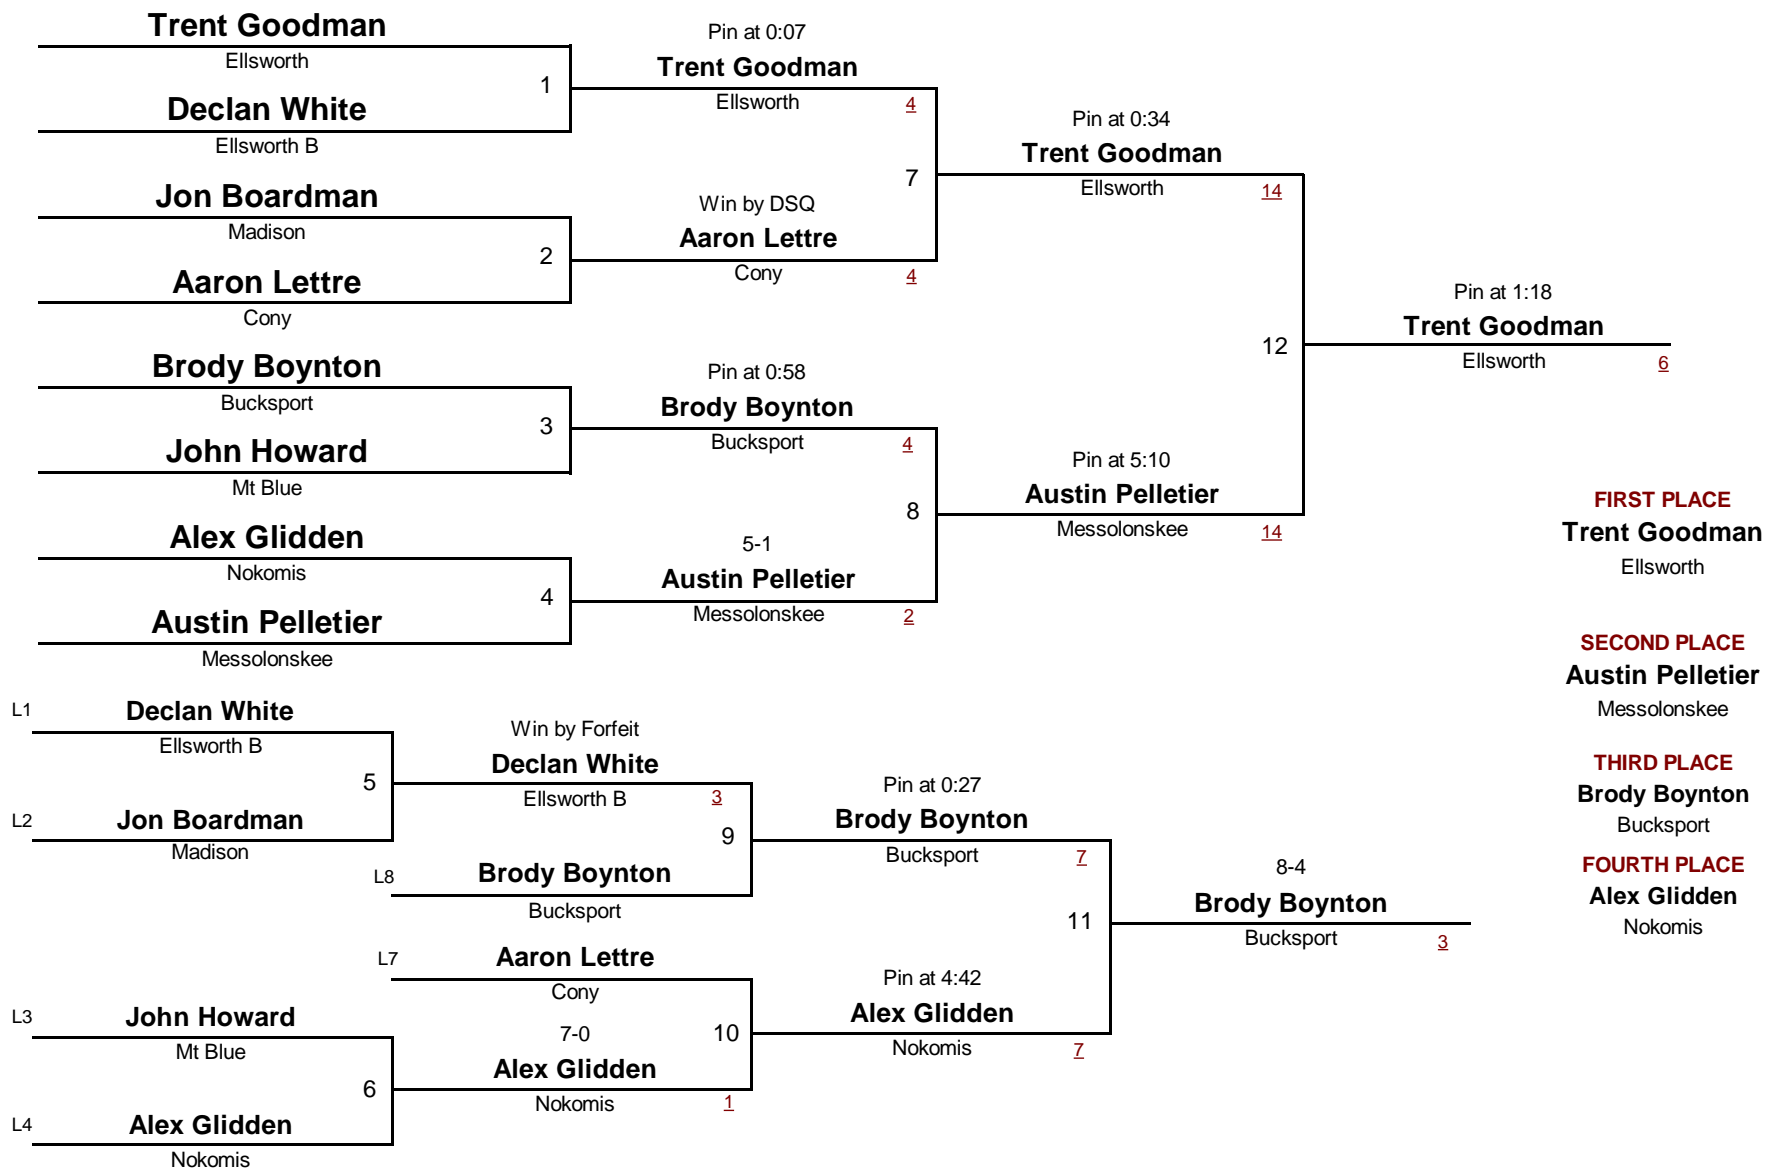 Trent Goodman
Ellsworth
1
Declan White
Ellsworth B
Pin at 0:07
Trent Goodman
Ellsworth
4
Jon Boardman
Madison
2
Aaron Lettre
Cony
Win by DSQ
Aaron Lettre
Cony
4
7
Pin at 0:34
Trent Goodman
Ellsworth
14
Brody Boynton
Bucksport
3
John Howard
Mt Blue
Pin at 0:58
Brody Boynton
Bucksport
4
Alex Glidden
Nokomis
4
Austin Pelletier
Messolonskee
5-1
Austin Pelletier
Messolonskee
2
8
Pin at 5:10
Austin Pelletier
Messolonskee
14
12
Pin at 1:18
Trent Goodman
Ellsworth
6
FIRST PLACE
Trent Goodman
Ellsworth
SECOND PLACE
Austin Pelletier
Messolonskee
THIRD PLACE
Brody Boynton
Bucksport
FOURTH PLACE
Alex Glidden
Nokomis
L1
Declan White
Ellsworth B
5
L2
Jon Boardman
Madison
Win by Forfeit
Declan White
Ellsworth B
3
9
L8
Brody Boynton
Bucksport
Pin at 0:27
Brody Boynton
Bucksport
7
L7
Aaron Lettre
Cony
L3
John Howard
Mt Blue
6
L4
Alex Glidden
Nokomis
7-0
Alex Glidden
Nokomis
1
10
Pin at 4:42
Alex Glidden
Nokomis
7
11
8-4
Brody Boynton
Bucksport
3